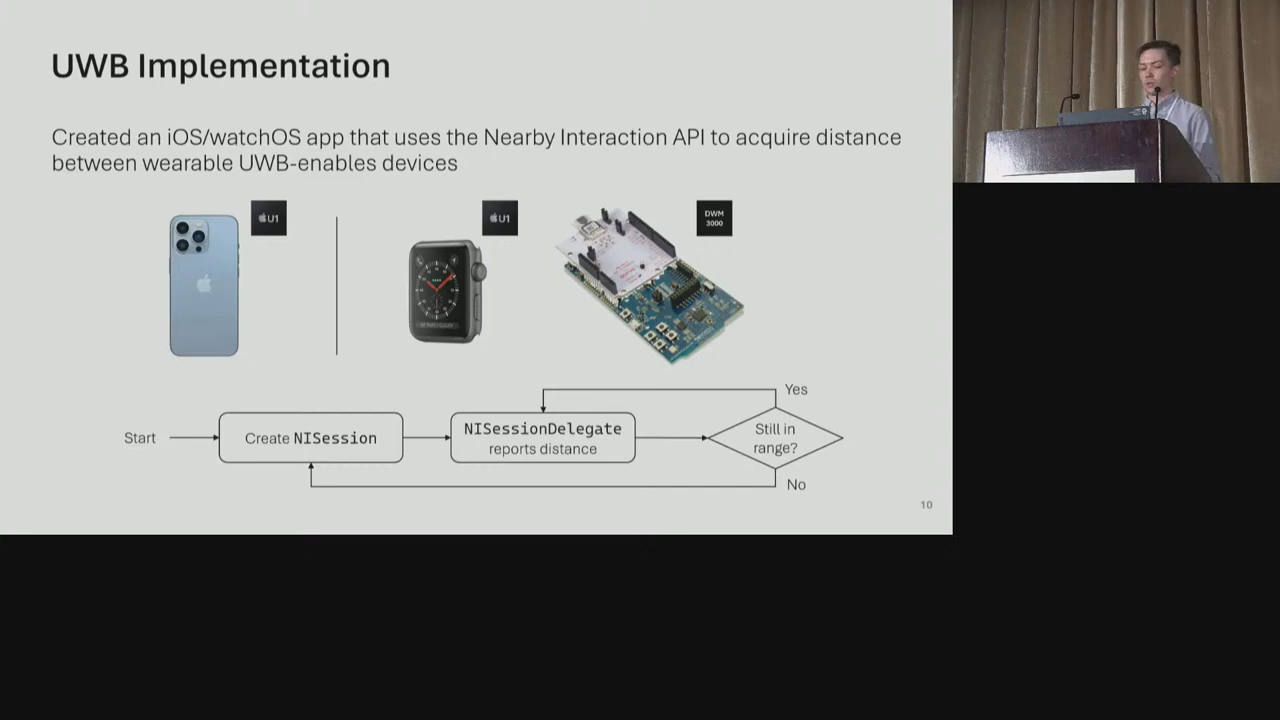 UWB Implementation
Created an iOS/watchOS app that uses the Nearby Interaction API to acquire distance
between wearable UWB-enables devices
U1
U1
DWM
3000
Yes
Start
Create NISession
NISessionDelegate
reports distance
Still in
range?
No
10